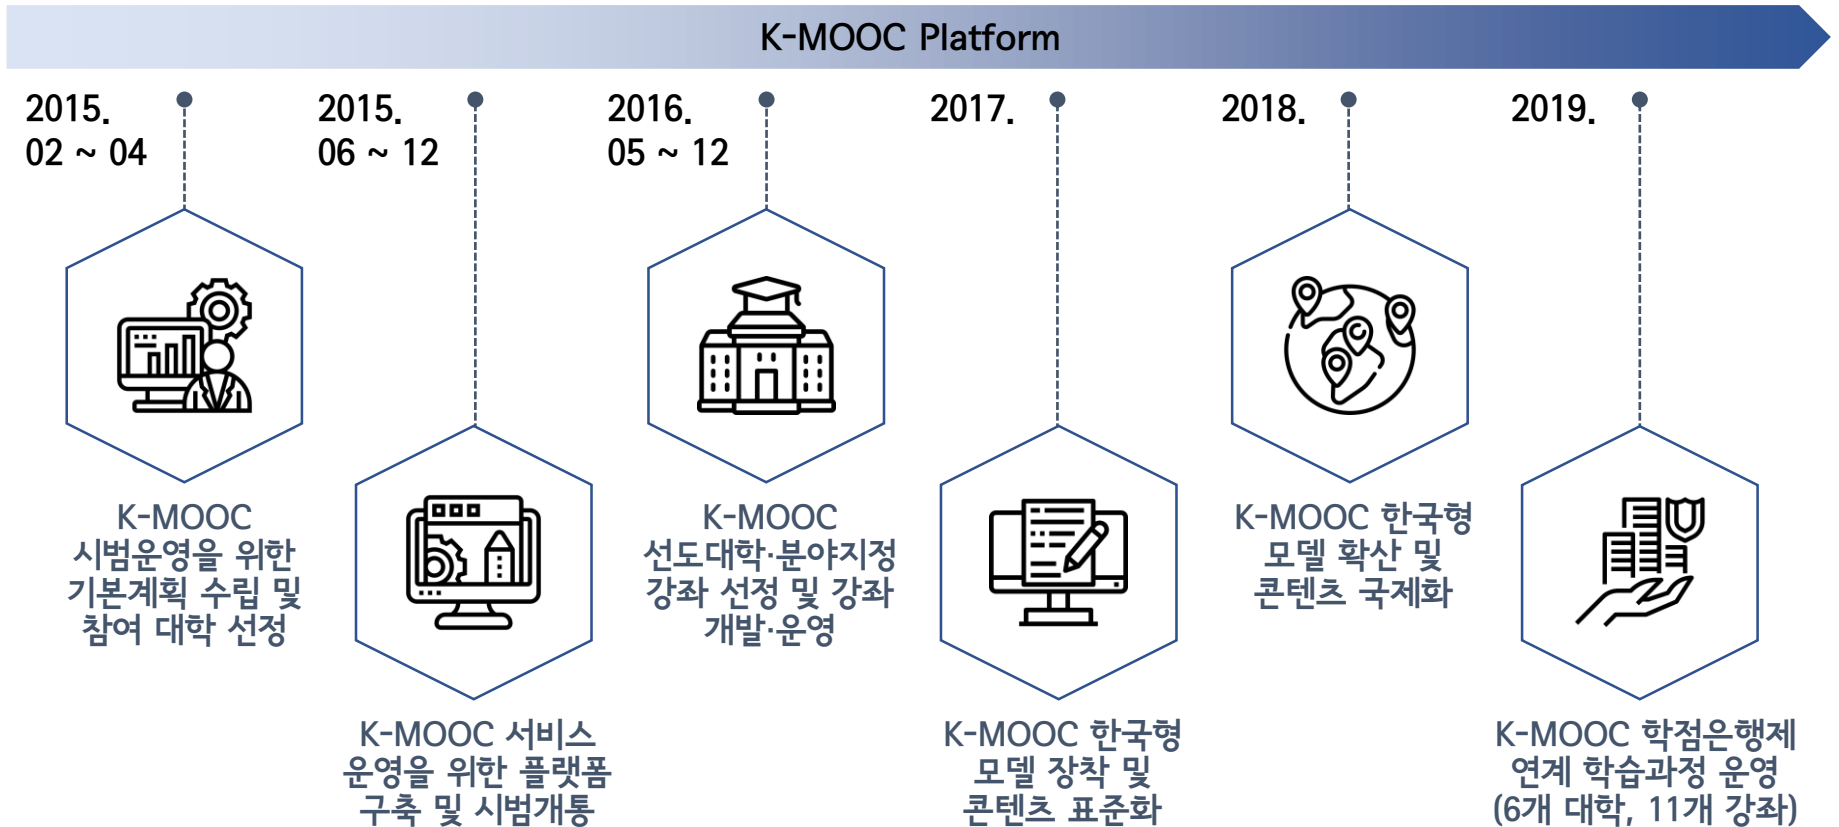 K-MOOC Platform
2015.
02 ~ 04
K-MOOC
시범운영을 위한
기본계획 수립 및
참여 대학 선정
2015.
06 ~ 12
K-MOOC 서비스
운영을 위한 플랫폼
구축 및 시범개통
2016.
05 ~ 12
K-MOOC
선도대학·분야지정
강좌 선정 및 강좌
개발·운영
2017.
K-MOOC 한국형
모델 장착 및
콘텐츠 표준화
2018.
K-MOOC 한국형
모델 확산 및
콘텐츠 국제화
2019.
K-MOOC 학점은행제
연계 학습과정 운영
(6개 대학, 11개 강좌)